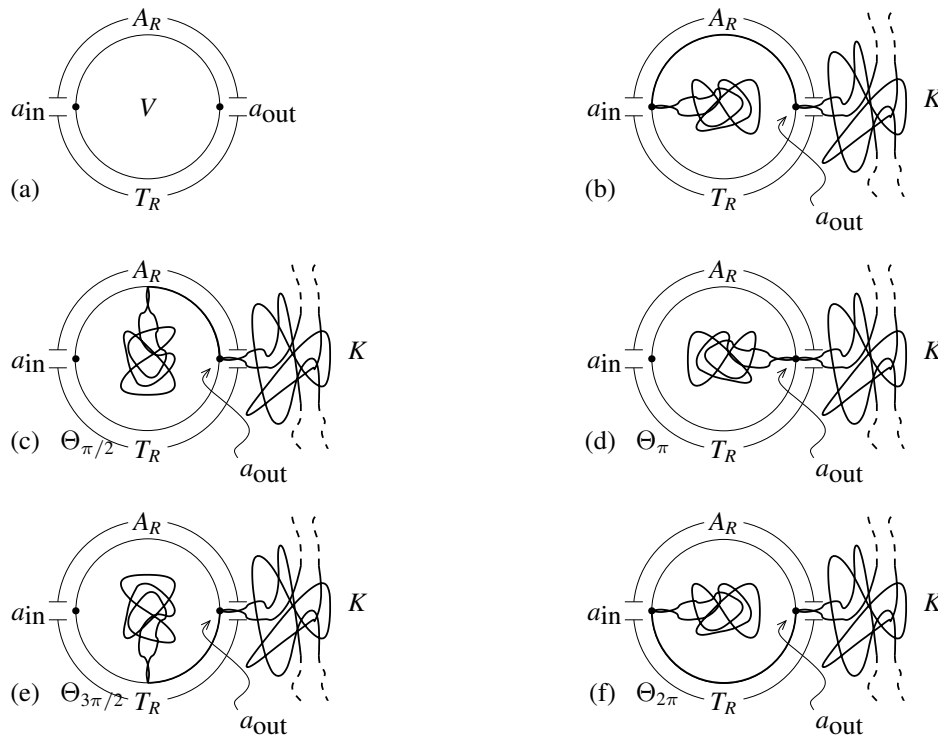 A_R
a_in V a_out
(a) T_R
A_R
a_in K
(b) T_R
a_out
A_R
a_in K
(c) Θ_{π/2} T_R
a_out
A_R
a_in K
(d) Θ_π T_R
a_out
A_R
a_in K
(e) Θ_{3π/2} T_R
a_out
A_R
a_in K
(f) Θ_{2π} T_R
a_out